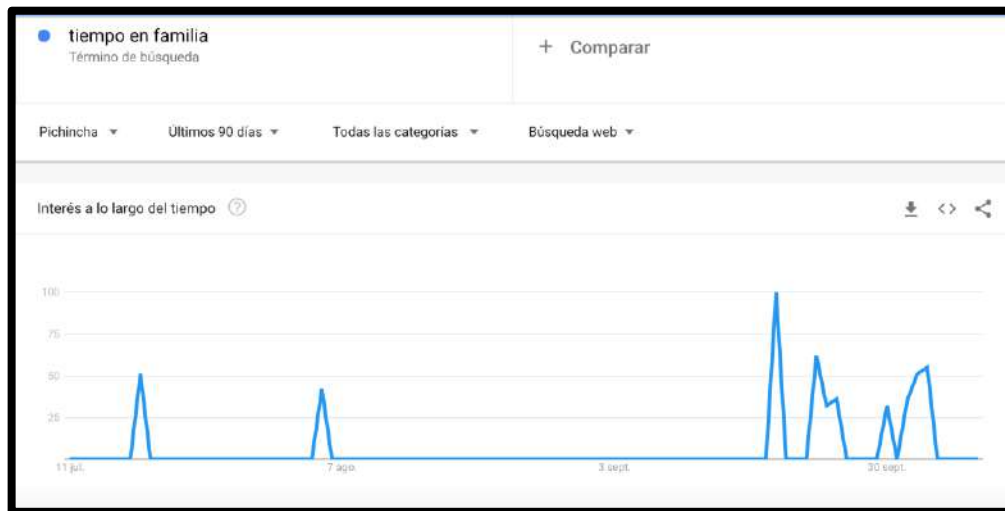 tiempo en familia
Término de búsqueda
+ Comparar
Pichincha
Últimos 90 días
Todas las categorías
Búsqueda web
Interés a lo largo del tiempo
100
75
50
25
11 jul.
7 ago.
3 sept.
30 sept.